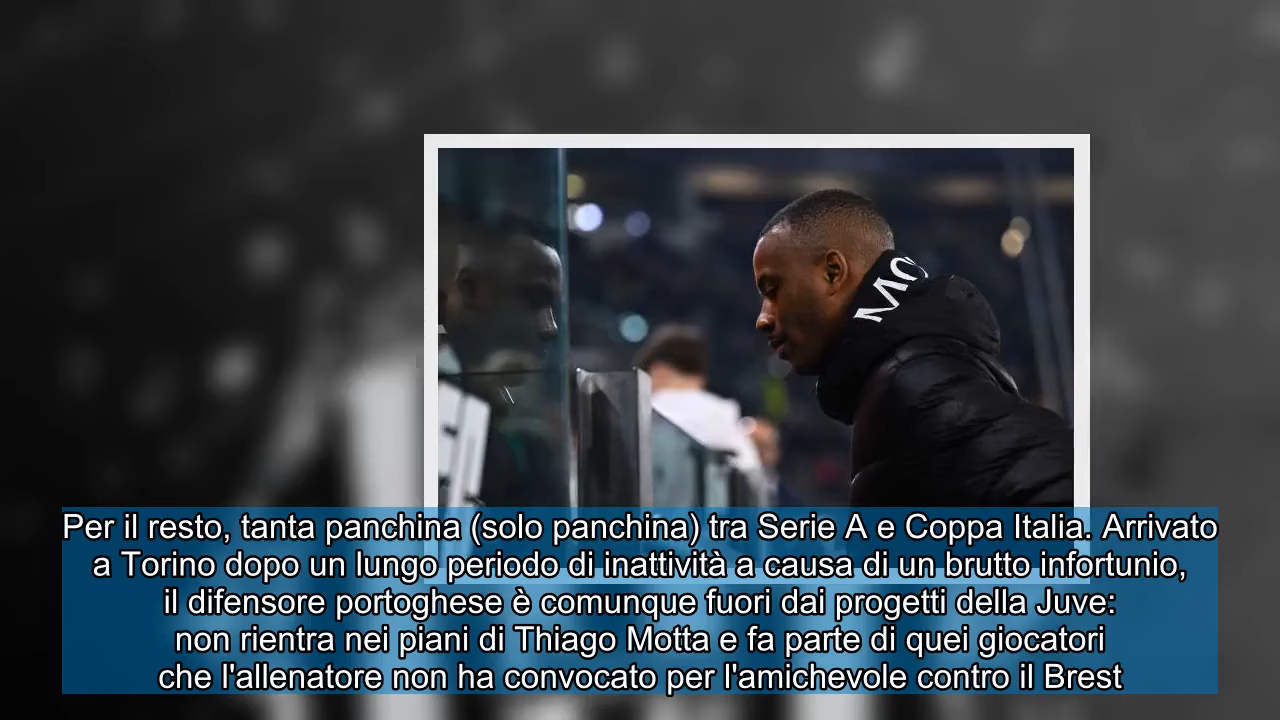 MO
Per il resto, tanta panchina (solo panchina) tra Serie A e Coppa Italia. Arrivato
a Torino dopo un lungo periodo di inattività a causa di un brutto infortunio,
il difensore portoghese è comunque fuori dai progetti della Juve:
non rientra nei piani di Thiago Motta e fa parte di quei giocatori
che l'allenatore non ha convocato per l'amichevole contro il Brest